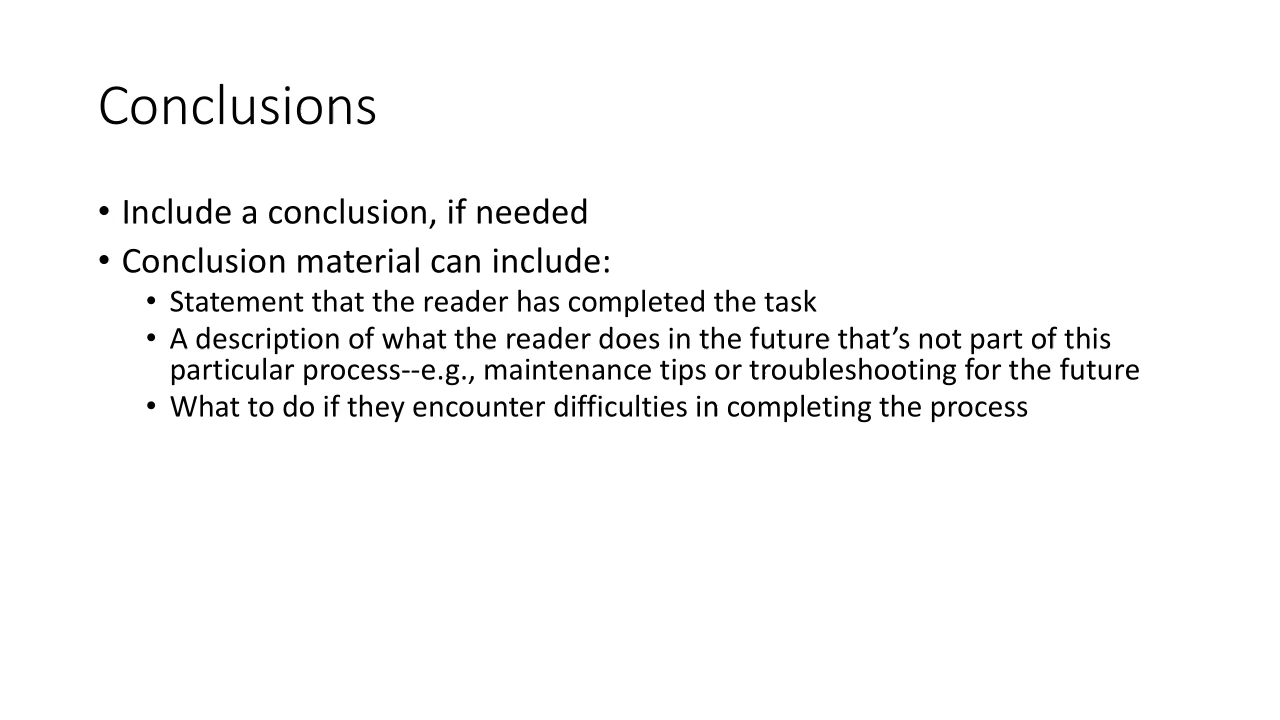 Conclusions
• Include a conclusion, if needed
• Conclusion material can include:
• Statement that the reader has completed the task
• A description of what the reader does in the future that’s not part of this
particular process--e.g., maintenance tips or troubleshooting for the future
• What to do if they encounter difficulties in completing the process